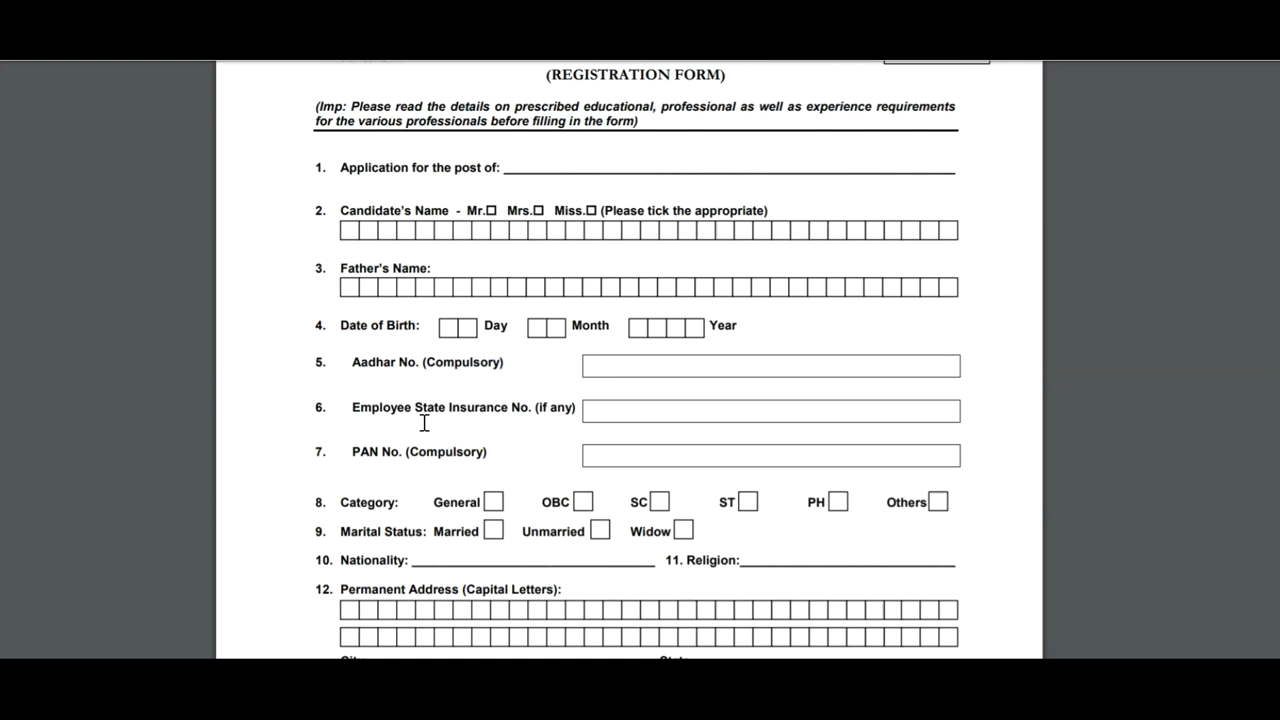 (REGISTRATION FORM)
(Imp: Please read the details on prescribed educational, professional as well as experience requirements
for the various professionals before filling in the form)
1. Application for the post of:
2. Candidate’s Name - Mr. Mrs. Miss. (Please tick the appropriate)
3. Father’s Name:
4. Date of Birth: Day Month Year
5. Aadhar No. (Compulsory)
6. Employee State Insurance No. (if any)
7. PAN No. (Compulsory)
8. Category: General OBC SC ST PH Others
9. Marital Status: Married Unmarried Widow
10. Nationality: 11. Religion:
12. Permanent Address (Capital Letters):